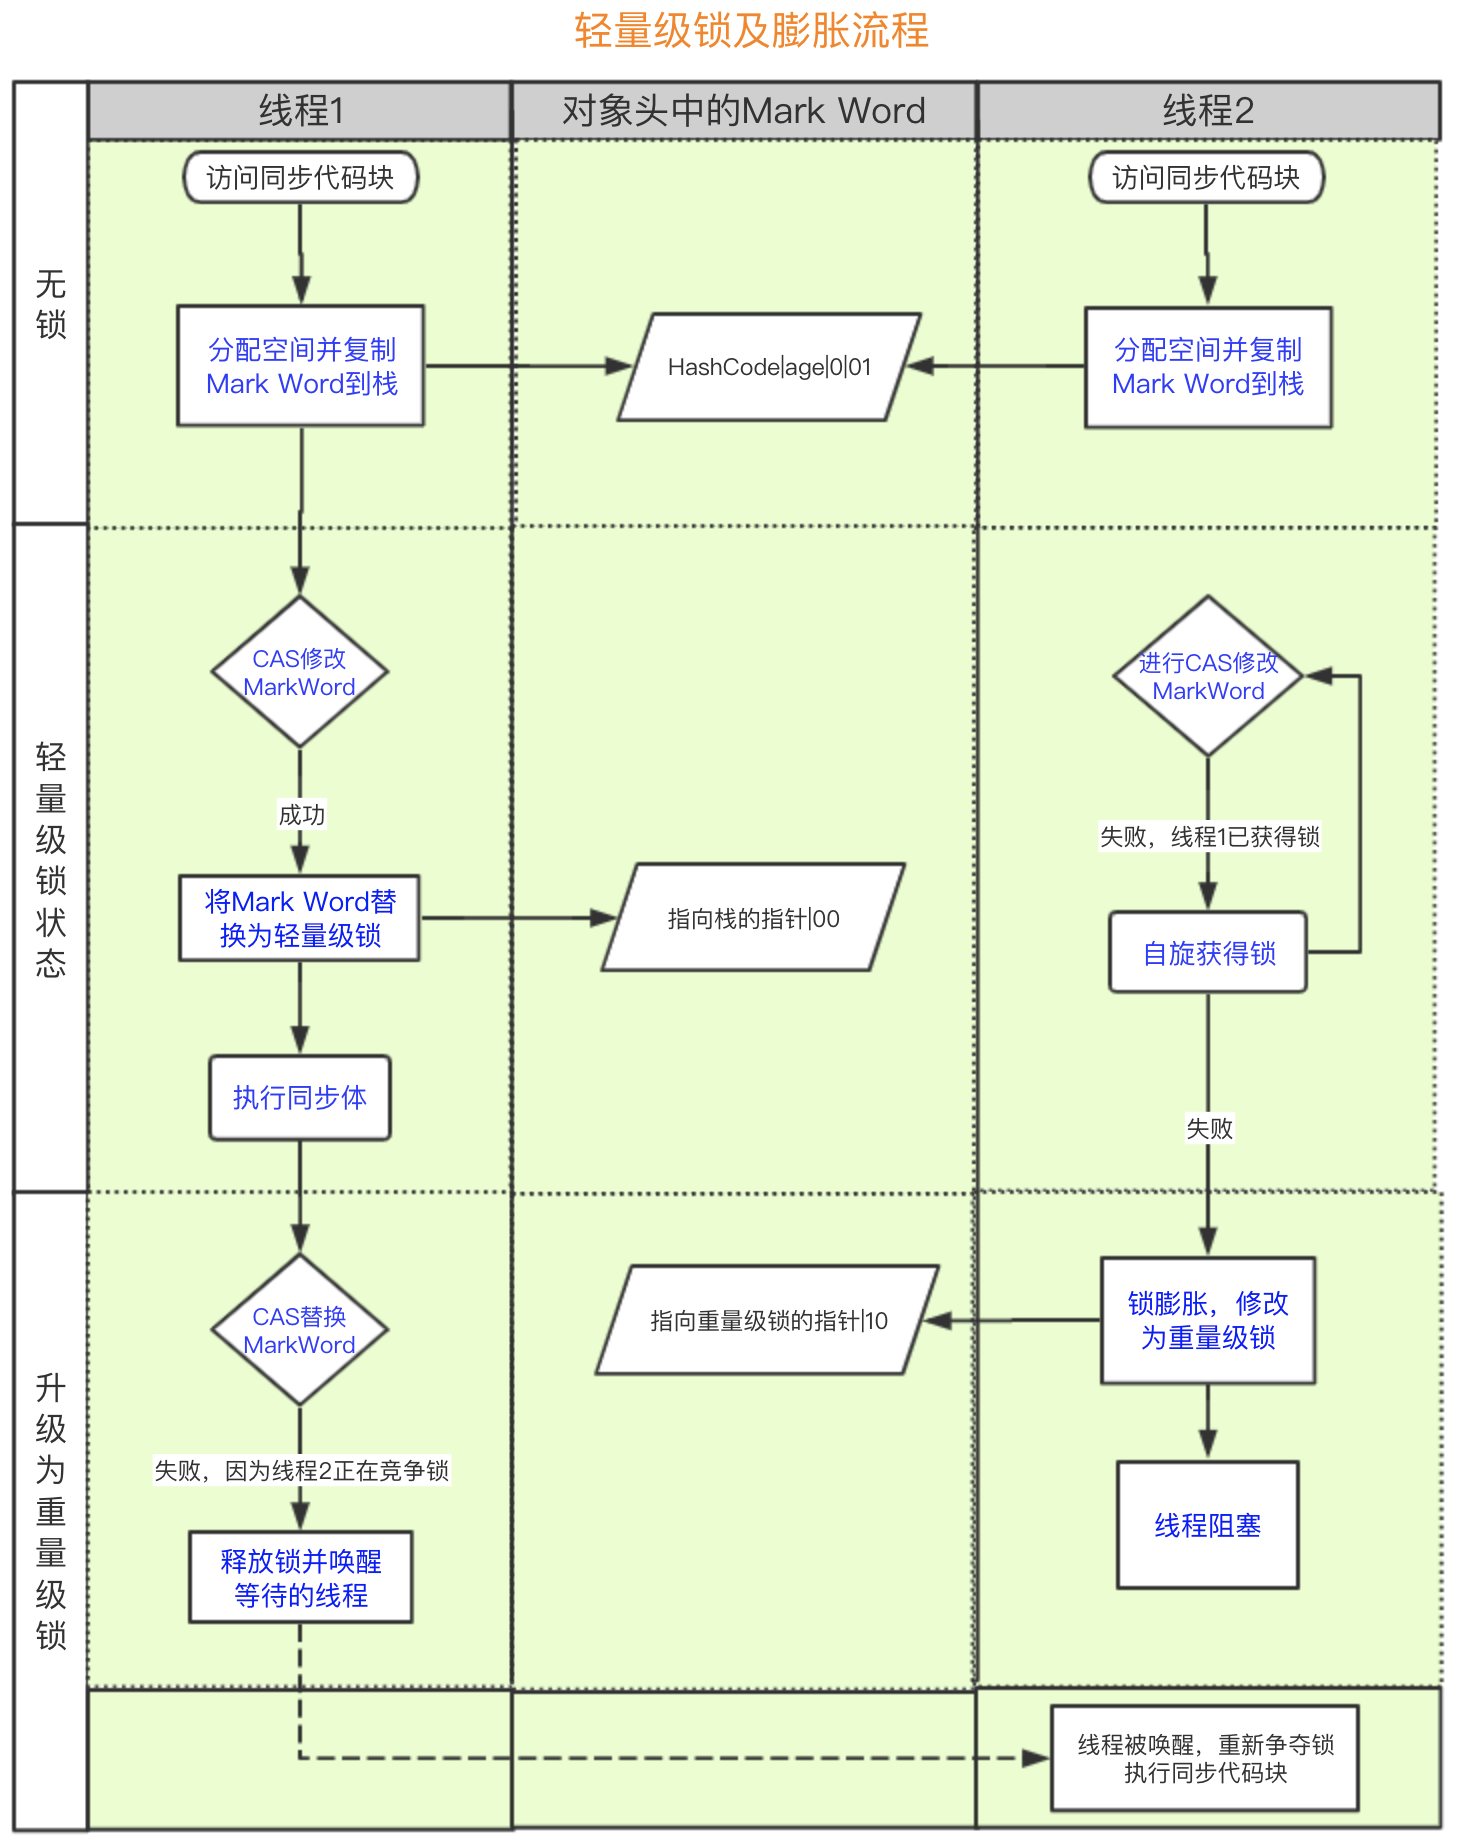 轻量级锁及膨胀流程
线程1
对象头中的Mark Word
线程2
无锁
访问同步代码块
访问同步代码块
分配空间并复制
Mark Word到栈
HashCode|age|0|01
分配空间并复制
Mark Word到栈
轻量级锁状态
CAS修改
MarkWord
进行CAS修改
MarkWord
成功
失败，线程1已获得锁
将Mark Word替
换为轻量级锁
指向栈的指针|00
自旋获得锁
执行同步体
失败
升级为重量级锁
CAS替换
MarkWord
指向重量级锁的指针|10
锁膨胀，修改
为重量级锁
失败，因为线程2正在竞争锁
线程阻塞
释放锁并唤醒
等待的线程
线程被唤醒，重新争夺锁
执行同步代码块